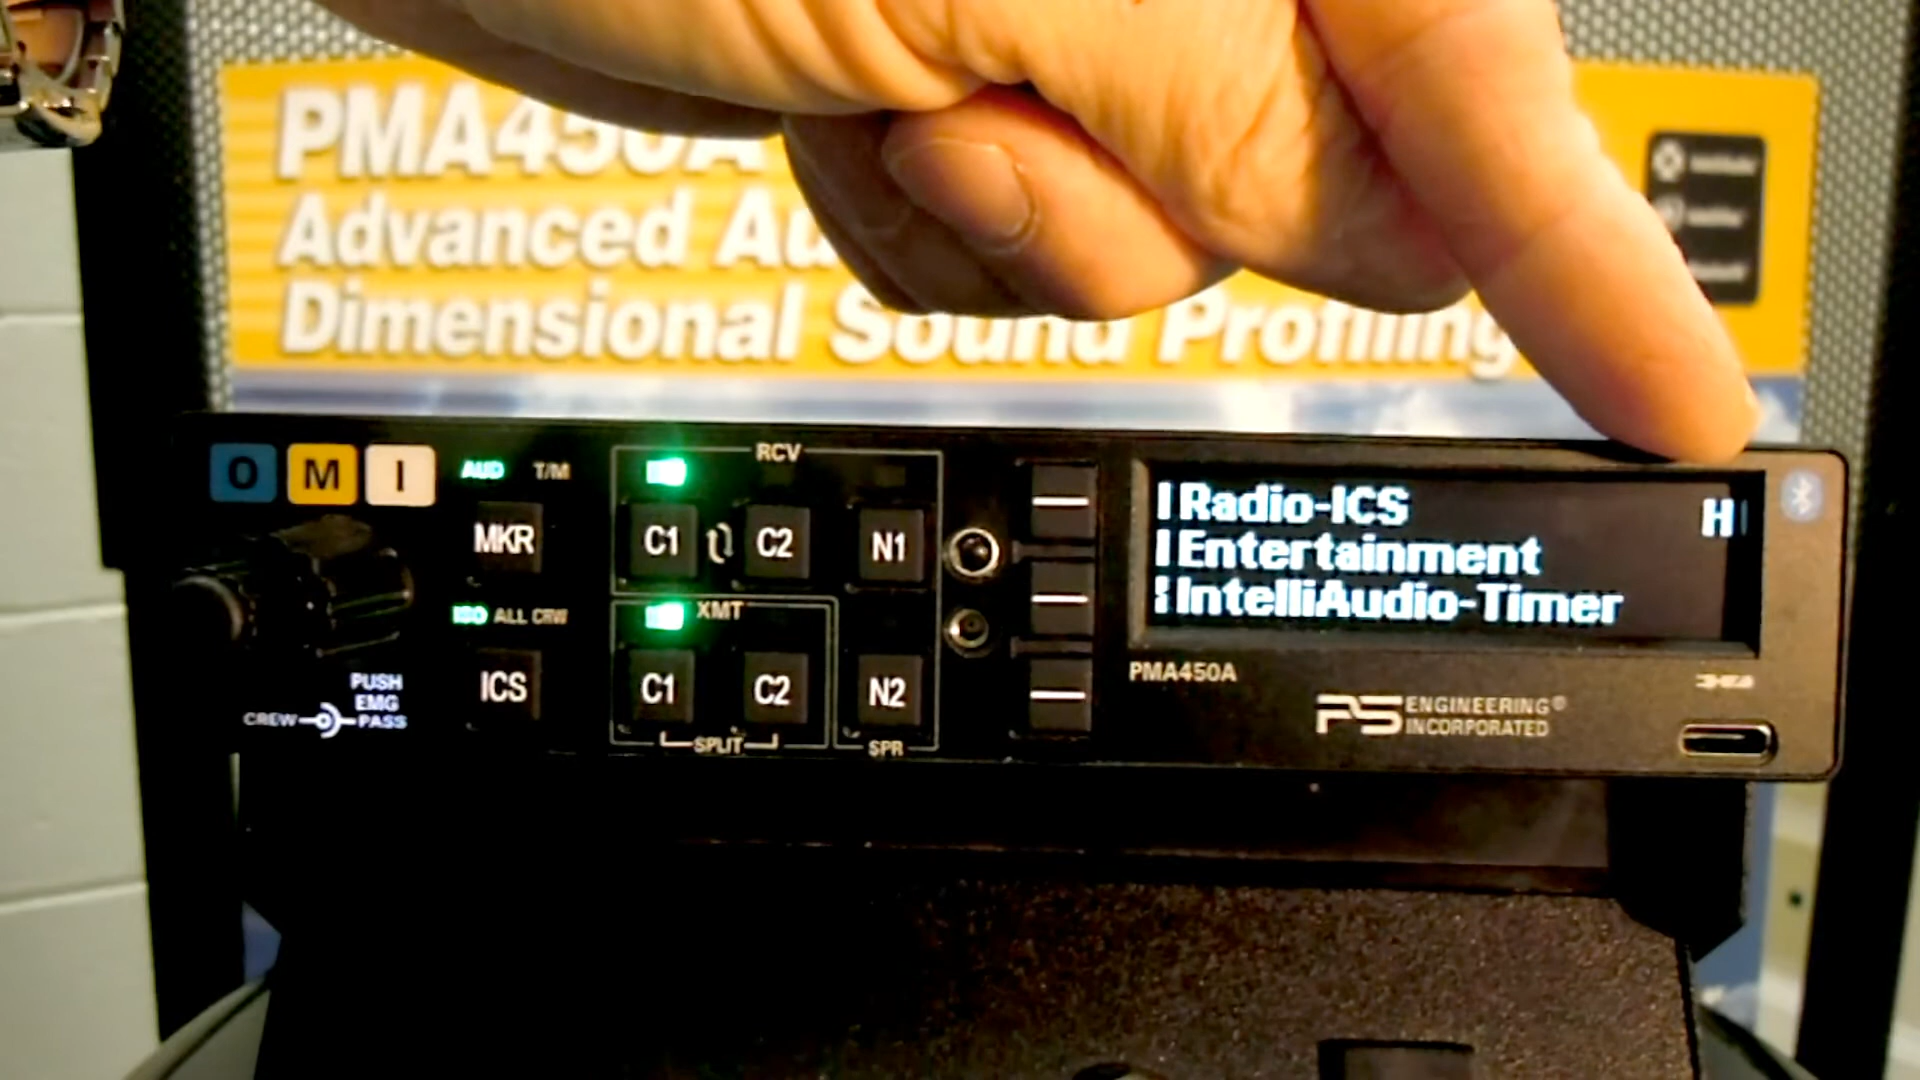 PMA450A
Advanced Au
Dimensional Sound Profiling
O M I
AUD T/M
MKR
ISO ALL CRW
ICS
PUSH
EMG
CREW PASS
RCV
C1 C2 N1
XMT
C1 C2 N2
SPLIT SPR
Radio-ICS H
Entertainment
IntelliAudio-Timer
PMA450A
PS ENGINEERING®
INCORPORATED